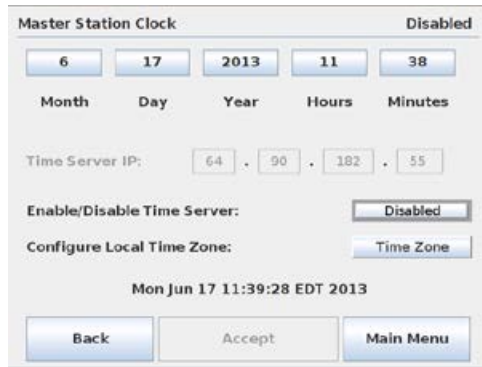 Master Station Clock Disabled
6 17 2013 11 38
Month Day Year Hours Minutes
Time Server IP: 64 . 90 . 182 . 55
Enable/Disable Time Server: Disabled
Configure Local Time Zone: Time Zone
Mon Jun 17 11:39:28 EDT 2013
Back Accept Main Menu